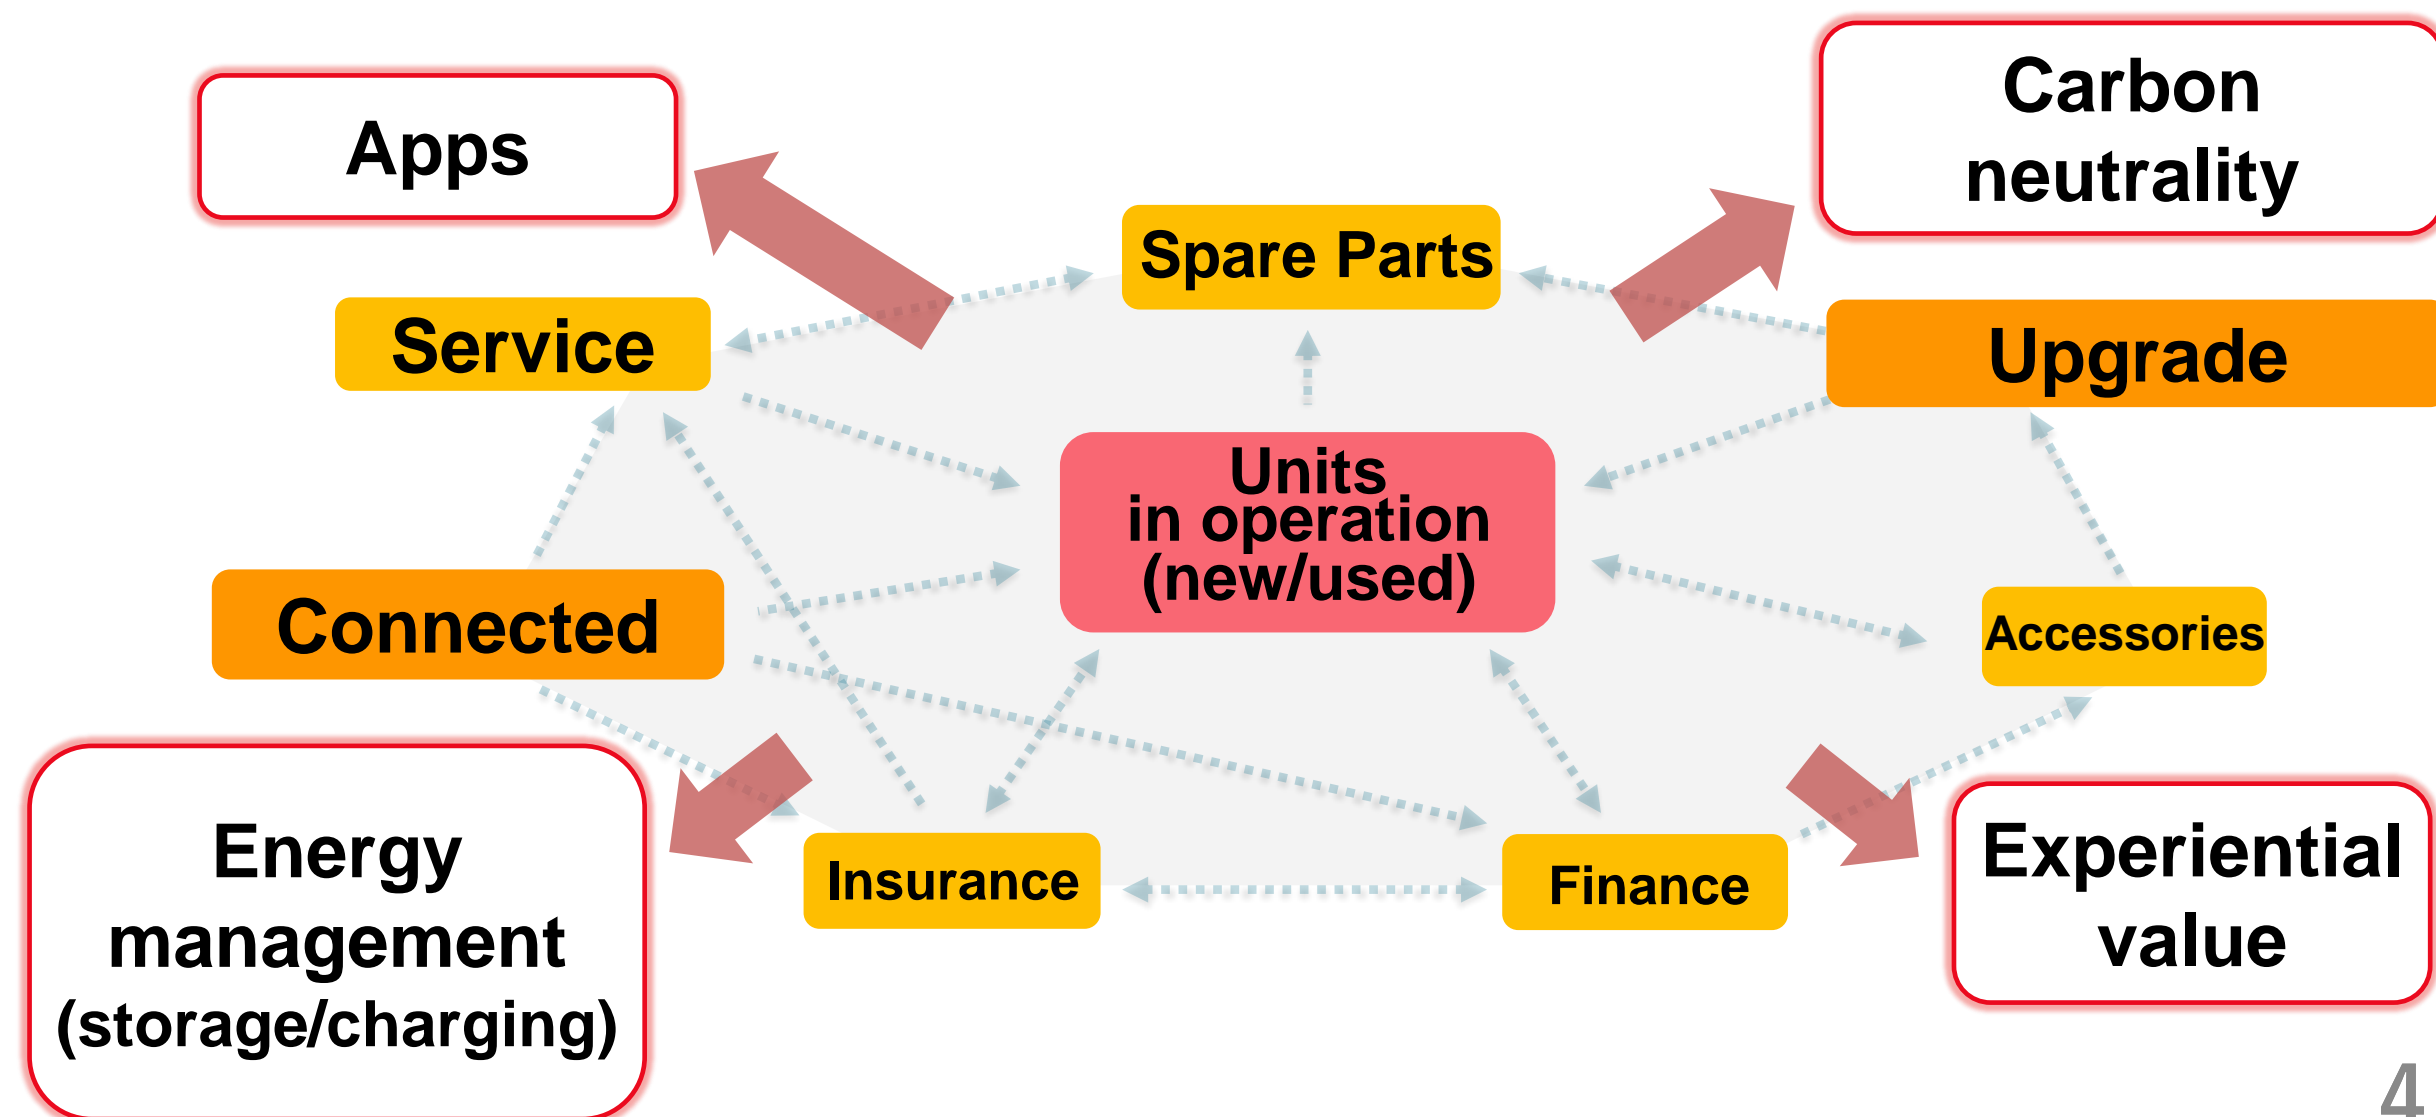 Apps
Carbon
neutrality
Spare Parts
Service
Upgrade
Units
in operation
(new/used)
Connected
Accessories
Energy
management
(storage/charging)
Insurance
Finance
Experiential
value
4